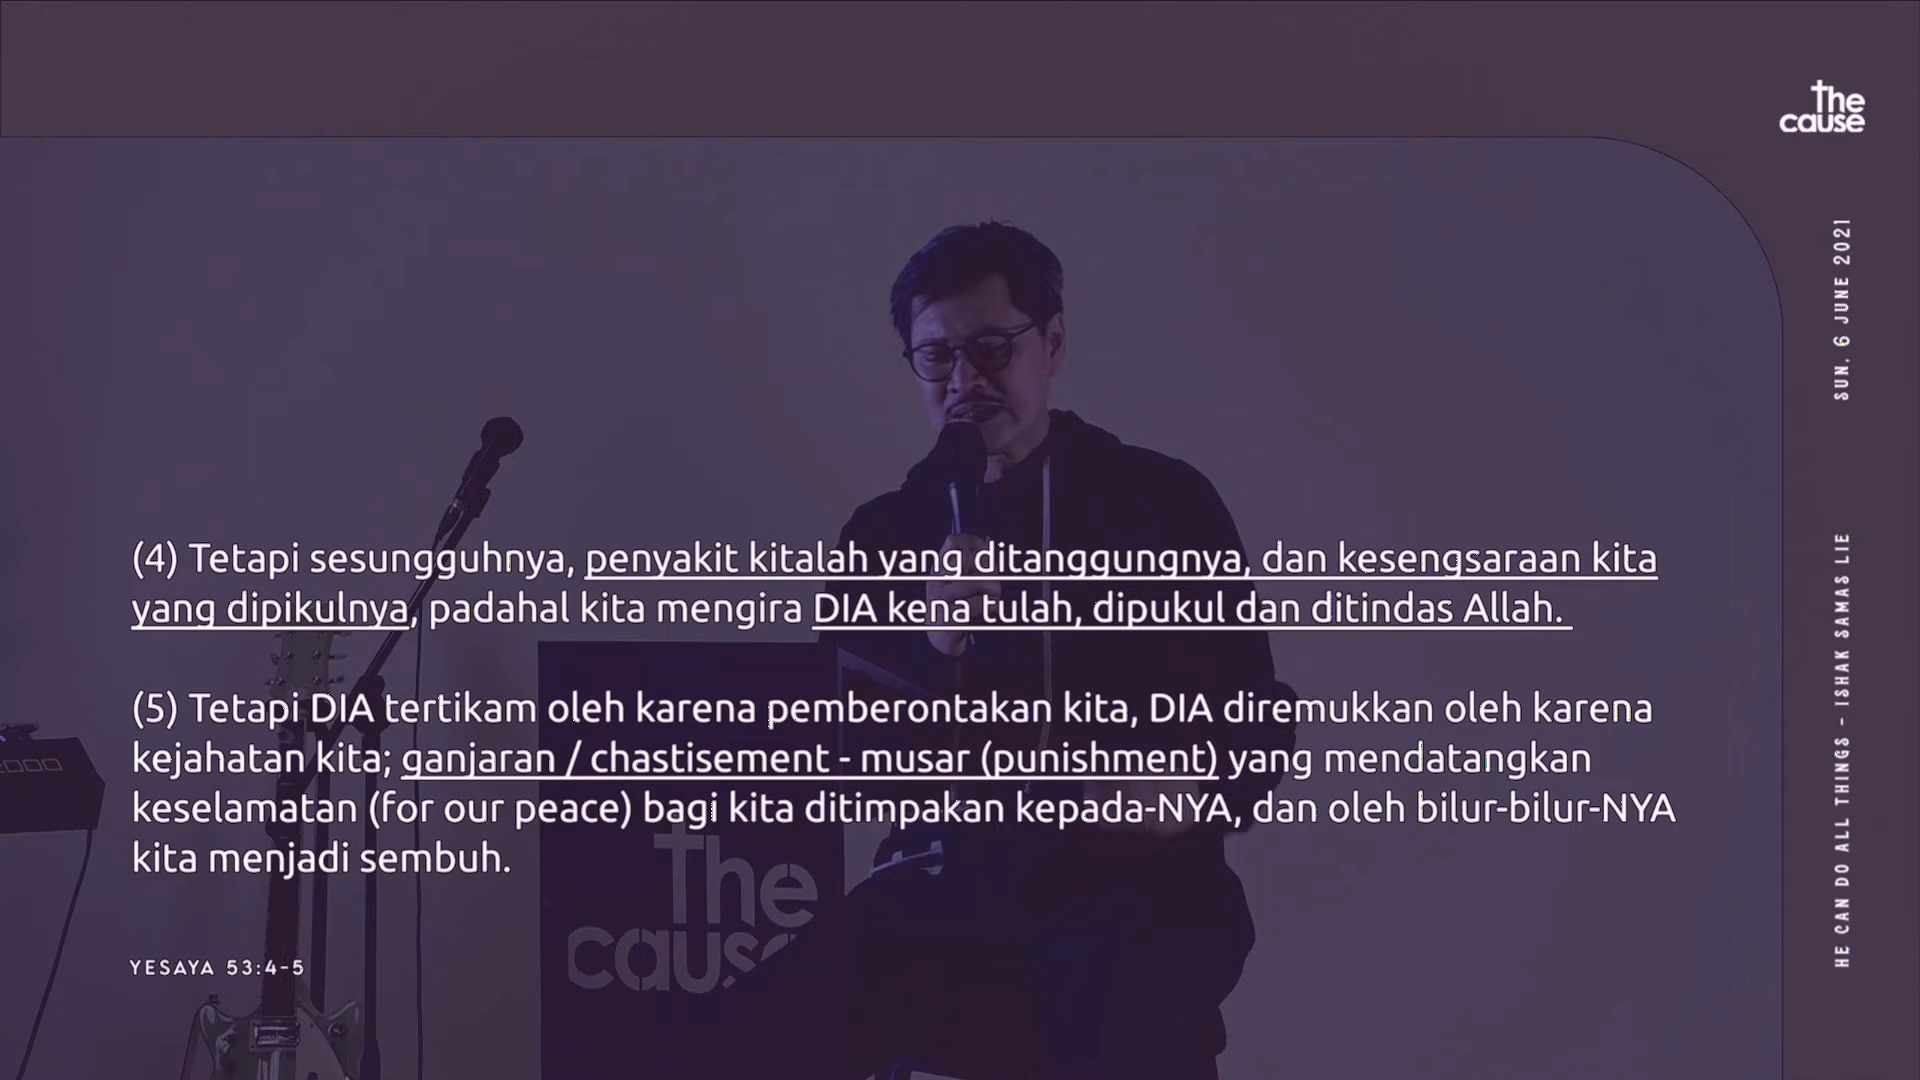 the
cause
SUN. 6 JUNE 2021
HE CAN DO ALL THINGS - ISHAK SAMAS LIE
(4) Tetapi sesungguhnya, penyakit kitalah yang ditanggungnya, dan kesengsaraan kita
yang dipikulnya, padahal kita mengira DIA kena tulah, dipukul dan ditindas Allah.
(5) Tetapi DIA tertikam oleh karena pemberontakan kita, DIA diremukkan oleh karena
kejahatan kita; ganjaran / chastisement - musar (punishment) yang mendatangkan
keselamatan (for our peace) bagi kita ditimpakan kepada-NYA, dan oleh bilur-bilur-NYA
kita menjadi sembuh.
YESAYA 53:4-5
the
cause